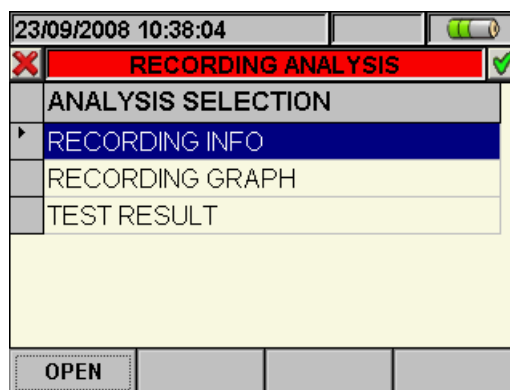 23/09/2008 10:38:04
RECORDING ANALYSIS
ANALYSIS SELECTION
RECORDING INFO
RECORDING GRAPH
TEST RESULT
OPEN